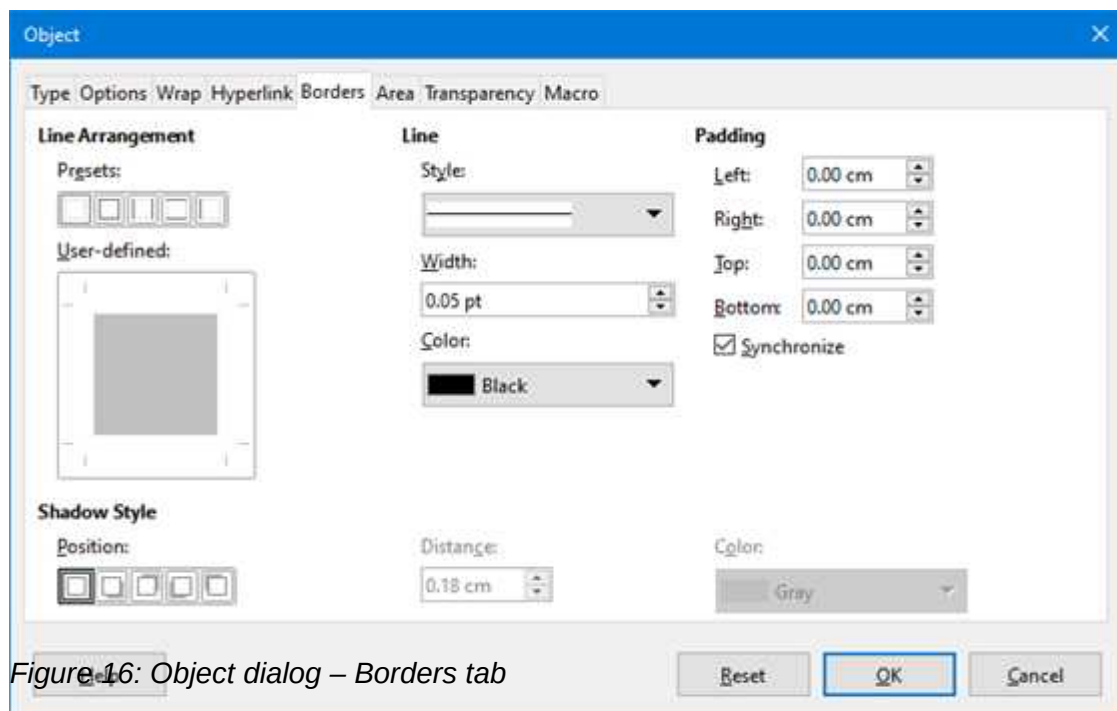 Object
Type Options Wrap Hyperlink Borders Area Transparency Macro
Line Arrangement
Presets:
User-defined:
Line
Style:
Width:
0.05 pt
Color:
Black
Padding
Left: 0.00 cm
Right: 0.00 cm
Top: 0.00 cm
Bottom: 0.00 cm
Synchronize
Shadow Style
Position:
Distance:
0.18 cm
Color:
Gray
Help
Figure 16: Object dialog – Borders tab
Reset OK Cancel